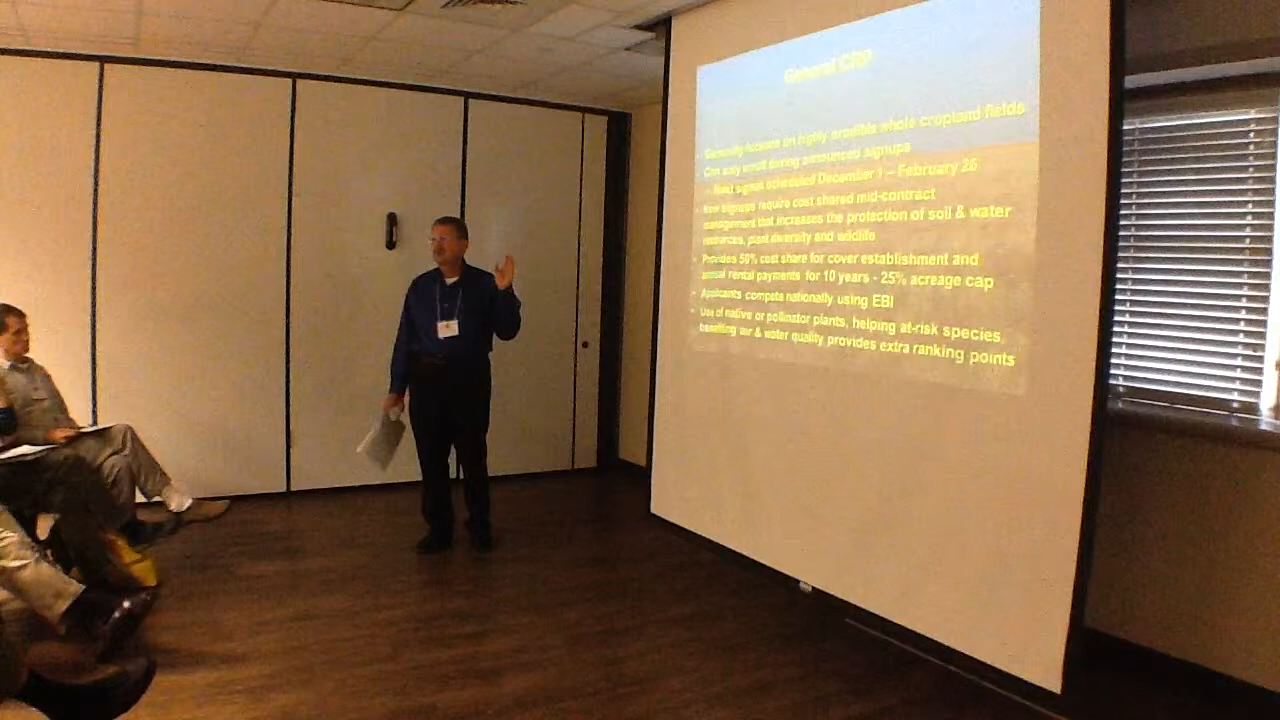 General CRP
Generally focuses on highly erodible whole cropland fields
Can only enroll during announced signups
– Next signup scheduled December 1 – February 26
New signups require cost shared mid-contract
management that increases the protection of soil & water
resources, plant diversity and wildlife
Provides 50% cost share for cover establishment and
annual rental payments for 10 years - 25% acreage cap
Applicants compete nationally using EBI
Use of native or pollinator plants, helping at-risk species,
benefiting air & water quality provides extra ranking points